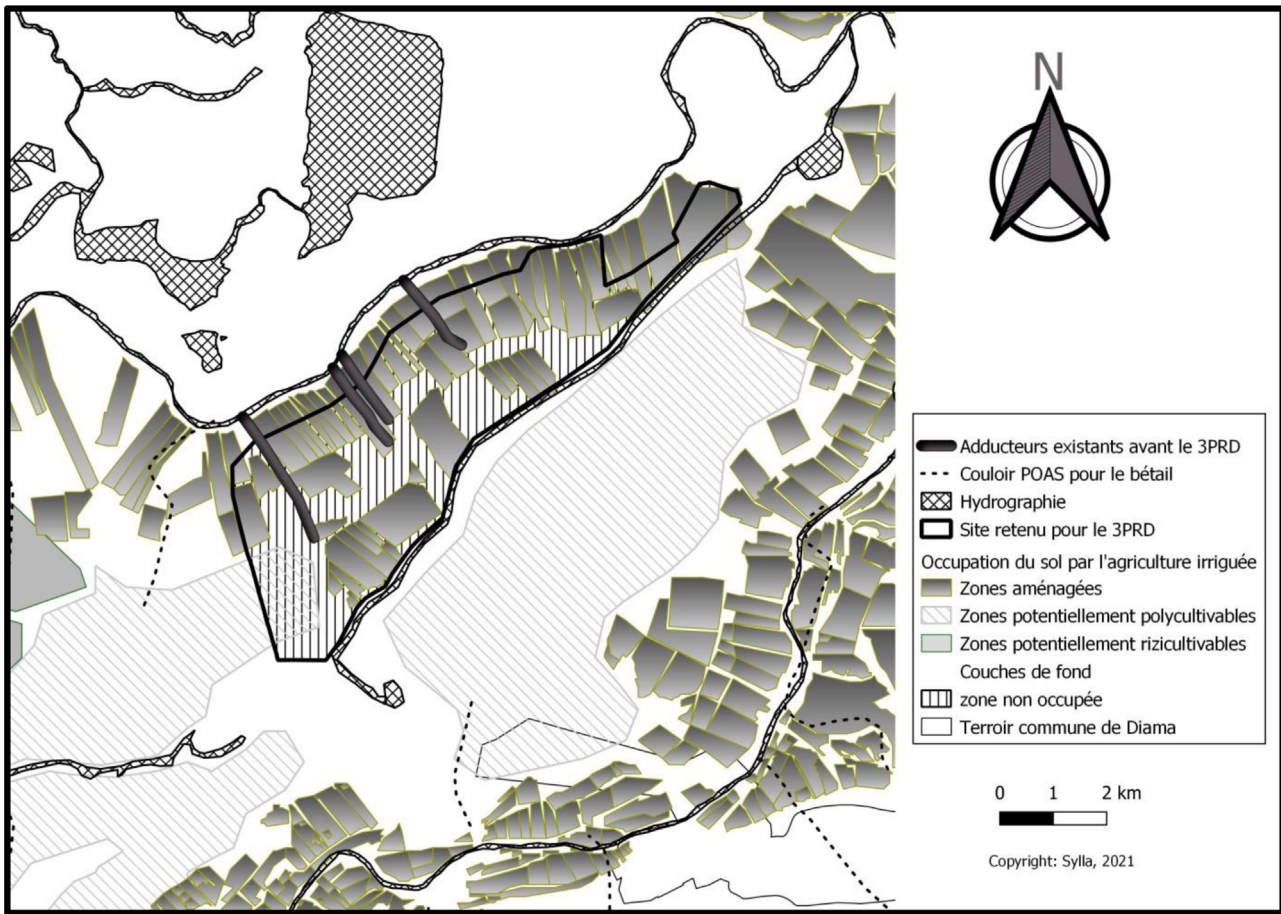 N
Adducteurs existants avant le 3PRD
Couloir POAS pour le bétail
Hydrographie
Site retenu pour le 3PRD
Occupation du sol par l'agriculture irriguée
Zones aménagées
Zones potentiellement polycultivables
Zones potentiellement rizicultivables
Couches de fond
zone non occupée
Terroir commune de Diama
0 1 2 km
Copyright: Sylla, 2021